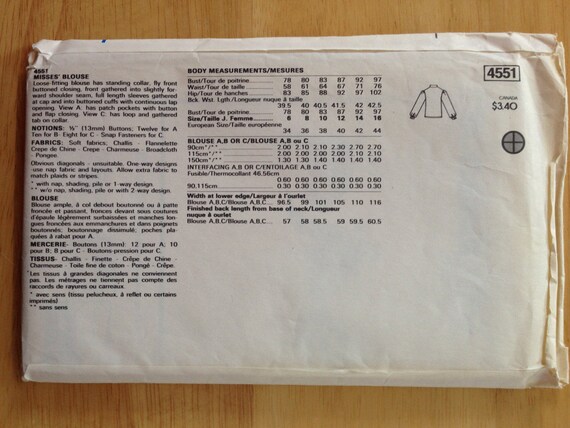 4551
MISSES' BLOUSE
Loose-fitting blouse has standing collar, fly front
buttoned closing, front gathered into slightly for-
ward shoulder seam, full length sleeves gathered
at cap and into buttoned cuffs with continuous lap
opening. View A: has patch pockets with button
and flap closing. View C: has loop and gathered
tab on collar.
NOTIONS: ½" (13mm) Buttons; Twelve for A
Ten for B - Eight for C - Snap Fasteners for C.
FABRICS: Soft fabrics, Challis - Flannelette
Crepe de Chine - Crepe - Charmeuse - Broadcloth
- Pongee.
Obvious diagonals - unsuitable. One-way designs
- use nap fabric and layouts. Allow extra fabric to
match plaids or stripes.
* with nap, shading, pile or 1-way design.
** w/o nap, shading, pile or with 2-way design.
BLOUSE
Blouse ample, à col debout boutonné ou à patte
froncée et passant, fronces devant sous coutures
d'épaule légèrement surbaissées et manches lon-
gues froncées aux emmanchures et dans poignets
boutonnés; boutonnage dissimulé; poches pla-
quées à rabat pour A.
MERCERIE- Boutons (13mm): 12 pour A; 10
pour B; 8 pour C - Boutons-pression pour C.
TISSUS- Challis - Finette - Crêpe de Chine -
Charmeuse - Toile fine de coton - Pongé - Crêpe.
Les tissus à grandes diagonales ne conviennent
pas. Les métrages ne tiennent pas compte des
raccords de rayures ou carreaux.
* avec sens (tissu pelucheux, à reflet ou certains
imprimés)
** sans sens
BODY MEASUREMENTS/MESURES
Bust/Tour de poitrine 78 80 83 87 92 97
Waist/Tour de taille 58 61 64 67 71 76
Hip/Tour de hanches 83 85 88 92 97 102
Bck. Wst. Lgth./Longueur nuque à taille
39.5 40 40.5 41.5 42 42.5
Bust/Tour de poitrine 78 80 83 87 92 97
Size/Taille J. Femme 6 8 10 12 14 16
European Size/Taille européenne
34 36 38 40 42 44
BLOUSE A,B OR C/BLOUSE A,B ou C
90cm*/** 2.00 2.10 2.10 2.30 2.70 2.70
115cm*/** 2.00 2.00 2.00 2.00 2.10 2.10
150cm*/** 1.30 1.30 1.40 1.40 1.40 1.40
INTERFACING A,B OR C/ENTOILAGE A,B ou C
Fusible/Thermocollant 46.56cm
0.60 0.60 0.60 0.60 0.60 0.60
90.115cm 0.30 0.30 0.30 0.30 0.30 0.30
Width at lower edge/Largeur à l'ourlet
Blouse A,B,C/Blouse A,B,C 96.5 99 101 105 110 116
Finished back length from base of neck/Longueur
nuque à ourlet
Blouse A,B,C/Blouse A,B,C 57 58 58.5 59 59.5 60.5
4551
CANADA
$3.40